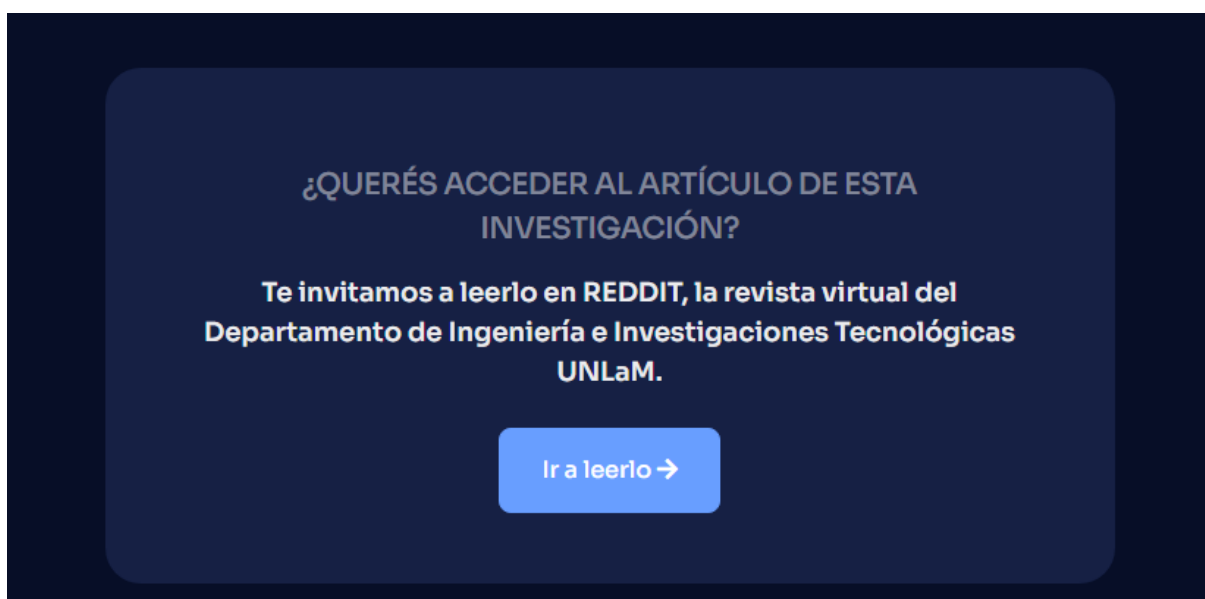 ¿QUERÉS ACCEDER AL ARTÍCULO DE ESTA
INVESTIGACIÓN?
Te invitamos a leerlo en REDDIT, la revista virtual del
Departamento de Ingeniería e Investigaciones Tecnológicas
UNLaM.
Ir a leerlo →